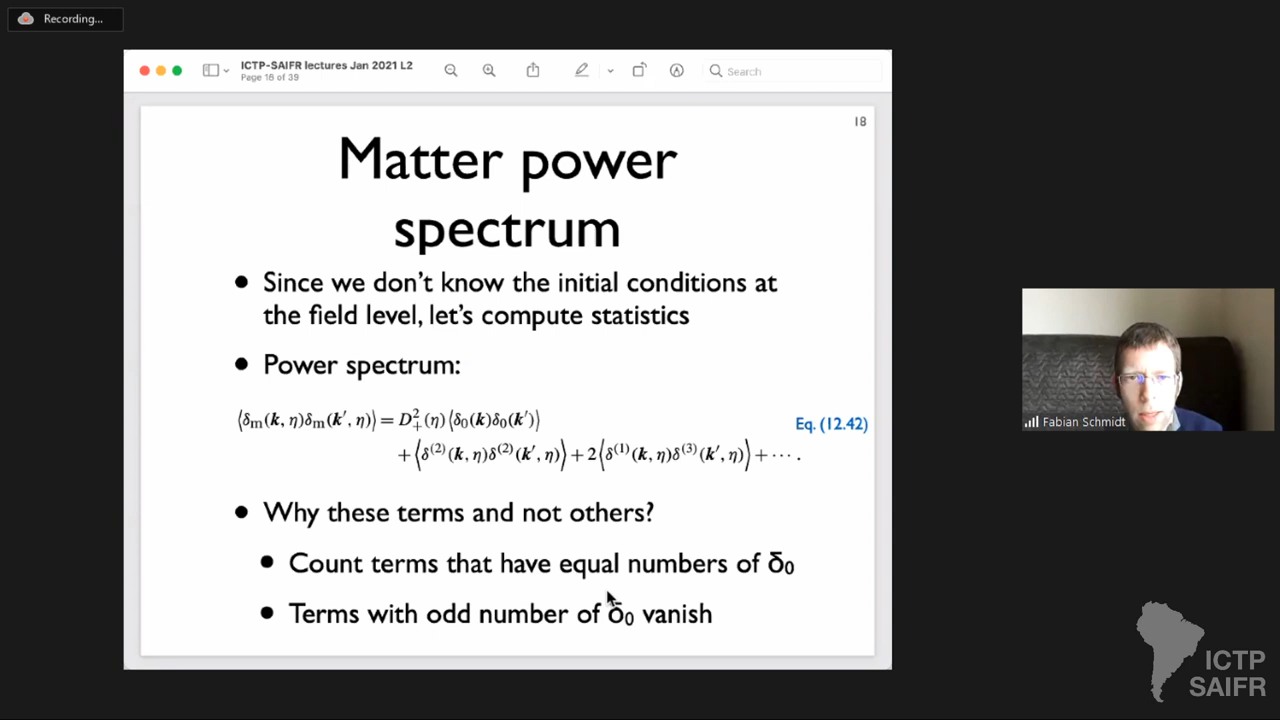 Recording...
ICTP-SAIFR lectures Jan 2021 L2
Page 18 of 39
Search
18
Matter power
spectrum
• Since we don't know the initial conditions at
the field level, let's compute statistics
• Power spectrum:
⟨δₘ(k, η)δₘ(k′, η)⟩ = D₊²(η)⟨δ₀(k)δ₀(k′)⟩
Eq. (12.42)
+ ⟨δ⁽²⁾(k, η)δ⁽²⁾(k′, η)⟩ + 2⟨δ⁽¹⁾(k, η)δ⁽³⁾(k′, η)⟩ + ⋯ .
• Why these terms and not others?
• Count terms that have equal numbers of δ₀
• Terms with odd number of δ₀ vanish
Fabian Schmidt
ICTP
SAIFR